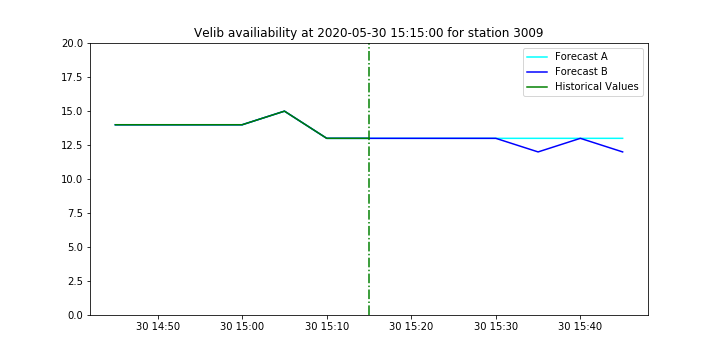 Velib availiability at 2020-05-30 15:15:00 for station 3009
20.0
17.5
15.0
12.5
10.0
7.5
5.0
2.5
0.0
Forecast A
Forecast B
Historical Values
30 14:50 30 15:00 30 15:10 30 15:20 30 15:30 30 15:40